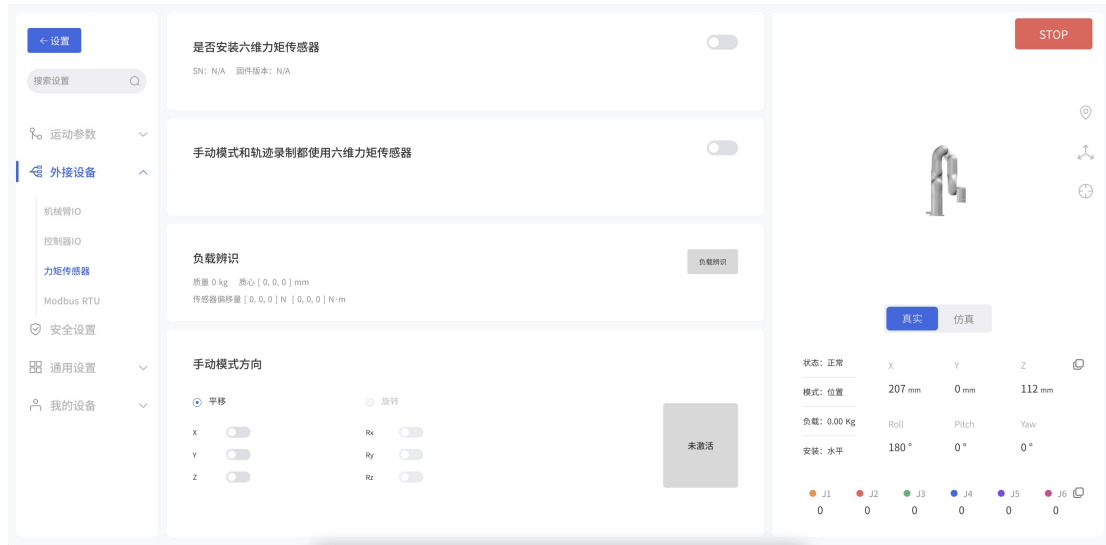 ←设置
搜索设置
运动参数
外接设备
机械臂IO
控制器IO
力矩传感器
Modbus RTU
安全设置
通用设置
我的设备
是否安装六维力矩传感器
SN：N/A 固件版本：N/A
手动模式和轨迹录制都使用六维力矩传感器
负载辨识
负载辨识
质量 0 kg 质心 [ 0, 0, 0 ] mm
传感器偏移量 [ 0, 0, 0 ] N [ 0, 0, 0 ] N·m
手动模式方向
平移 旋转
X Rx
Y Ry
Z Rz
未激活
STOP
真实 仿真
状态：正常
模式：位置
负载：0.00 Kg
安装：水平
X Y Z
207 mm 0 mm 112 mm
Roll Pitch Yaw
180 ° 0 ° 0 °
J1 J2 J3 J4 J5 J6
0 0 0 0 0 0